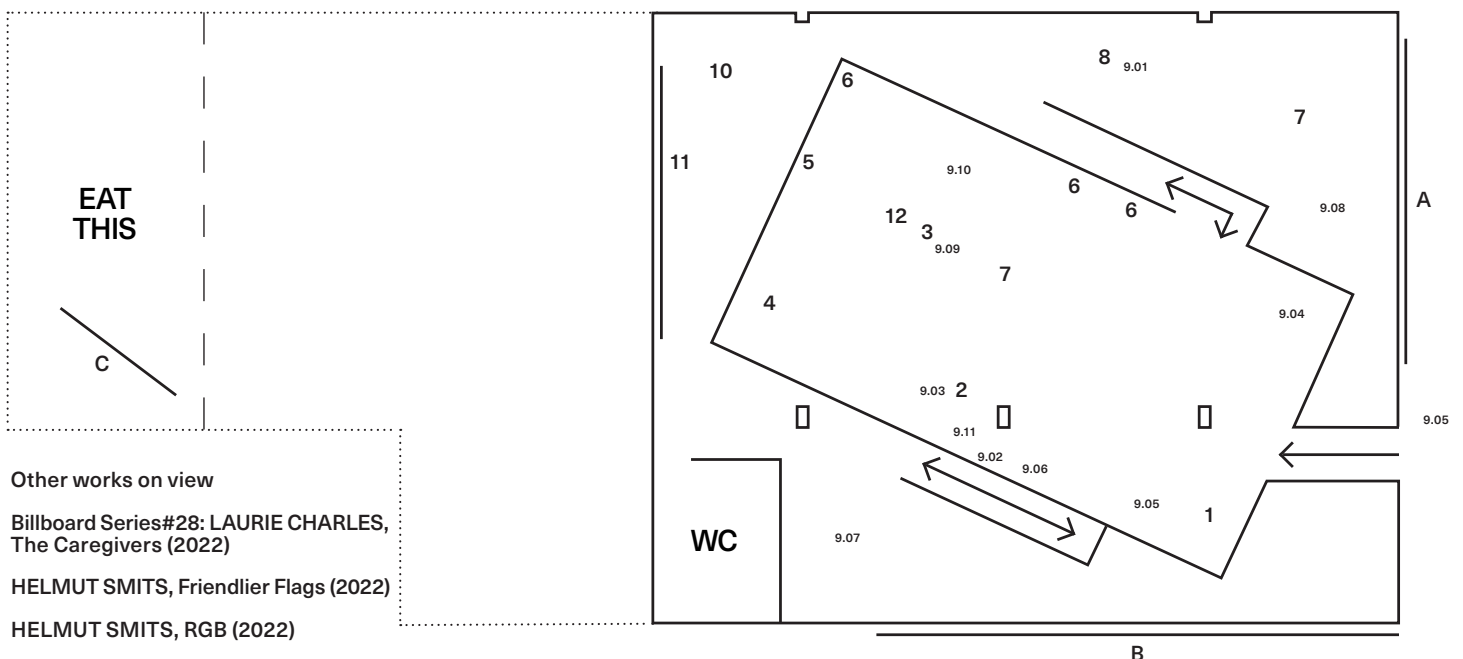 10
8
9.01
6
7
11
5
9.10
6
6
9.08
A
EAT
THIS
12
3
9.09
7
4
9.04
C
9.03
2
9.05
9.11
9.02
9.06
9.05
1
WC
9.07
B
Other works on view
Billboard Series#28: LAURIE CHARLES,
The Caregivers (2022)
HELMUT SMITS, Friendlier Flags (2022)
HELMUT SMITS, RGB (2022)